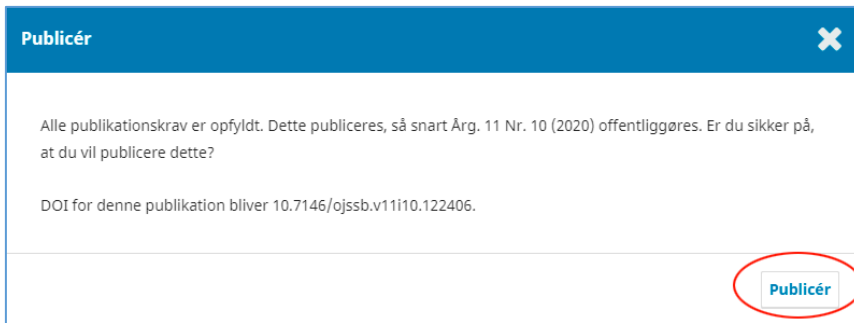 Publicér
Alle publikationskrav er opfyldt. Dette publiceres, så snart Årg. 11 Nr. 10 (2020) offentliggøres. Er du sikker på,
at du vil publicere dette?
DOI for denne publikation bliver 10.7146/ojssb.v11i10.122406.
Publicér